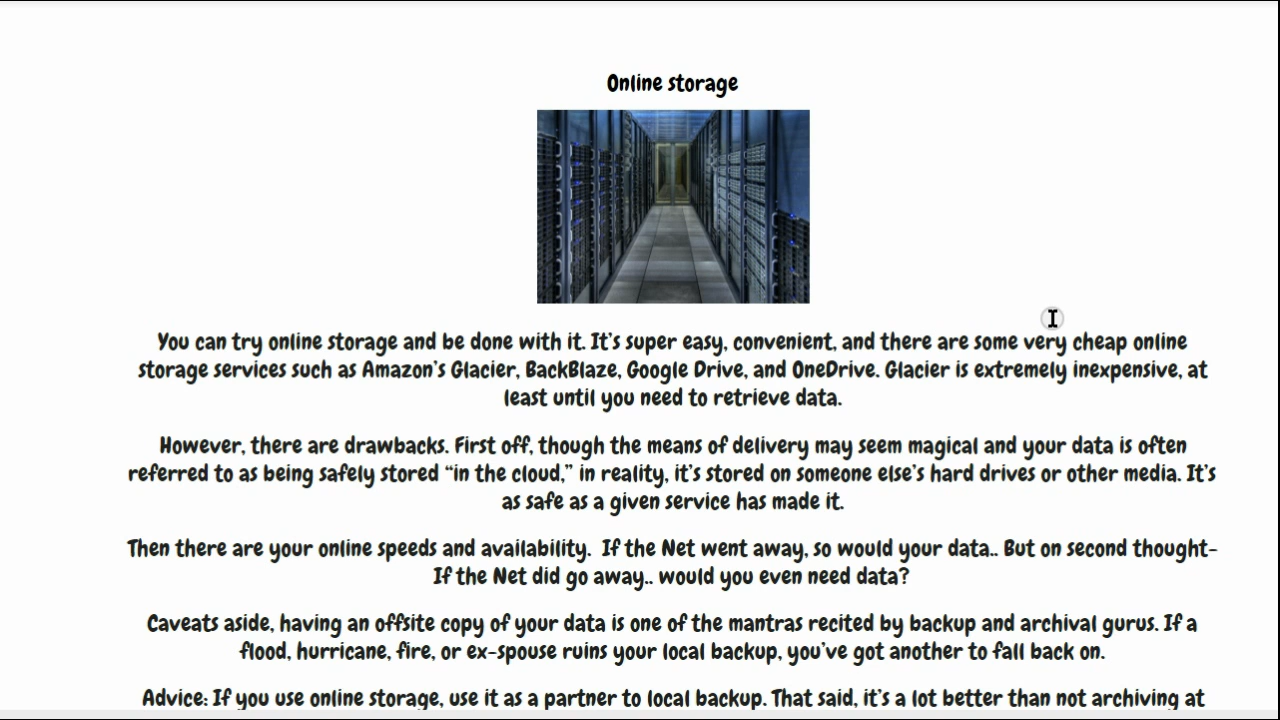 Online storage
You can try online storage and be done with it. It's super easy, convenient, and there are some very cheap online
storage services such as Amazon's Glacier, BackBlaze, Google Drive, and OneDrive. Glacier is extremely inexpensive, at
least until you need to retrieve data.
However, there are drawbacks. First off, though the means of delivery may seem magical and your data is often
referred to as being safely stored “in the cloud,” in reality, it's stored on someone else's hard drives or other media. It's
as safe as a given service has made it.
Then there are your online speeds and availability.  If the Net went away, so would your data.. But on second thought-
If the Net did go away.. would you even need data?
Caveats aside, having an offsite copy of your data is one of the mantras recited by backup and archival gurus. If a
flood, hurricane, fire, or ex-spouse ruins your local backup, you've got another to fall back on.
Advice: If you use online storage, use it as a partner to local backup. That said, it's a lot better than not archiving at